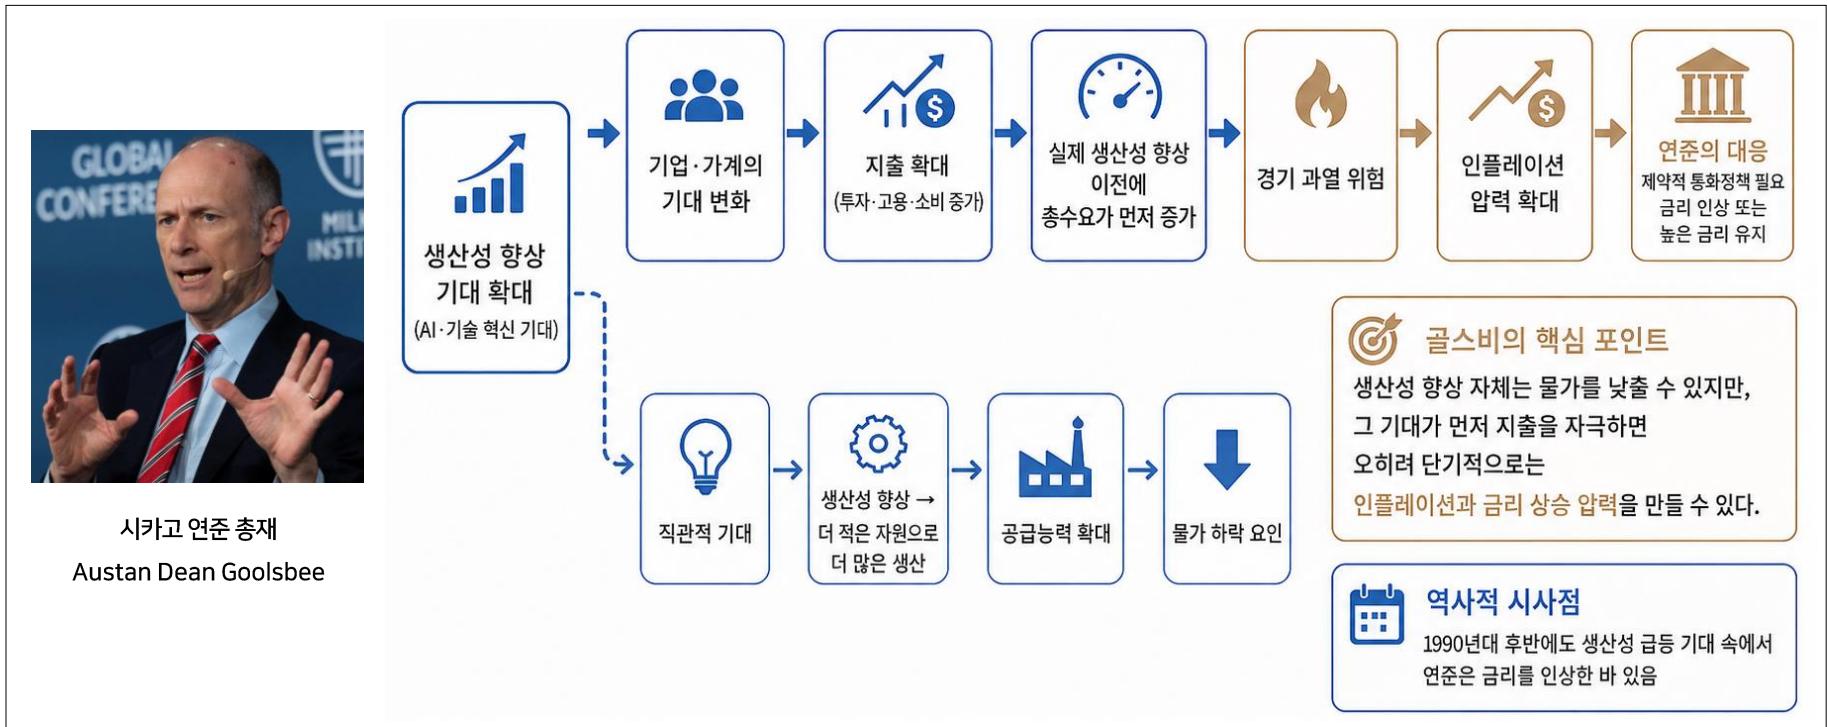 GLOBAL
CONFERE
MIL
INSTIT
시카고 연준 총재
Austan Dean Goolsbee
생산성 향상
기대 확대
(AI·기술 혁신 기대)
기업·가계의
기대 변화
지출 확대
(투자·고용·소비 증가)
실제 생산성 향상
이전에
총수요가 먼저 증가
경기 과열 위험
인플레이션
압력 확대
연준의 대응
제약적 통화정책 필요
금리 인상 또는
높은 금리 유지
직관적 기대
생산성 향상 →
더 적은 자원으로
더 많은 생산
공급능력 확대
물가 하락 요인
골스비의 핵심 포인트
생산성 향상 자체는 물가를 낮출 수 있지만,
그 기대가 먼저 지출을 자극하면
오히려 단기적으로는
인플레이션과 금리 상승 압력을 만들 수 있다.
역사적 시사점
1990년대 후반에도 생산성 급등 기대 속에서
연준은 금리를 인상한 바 있음